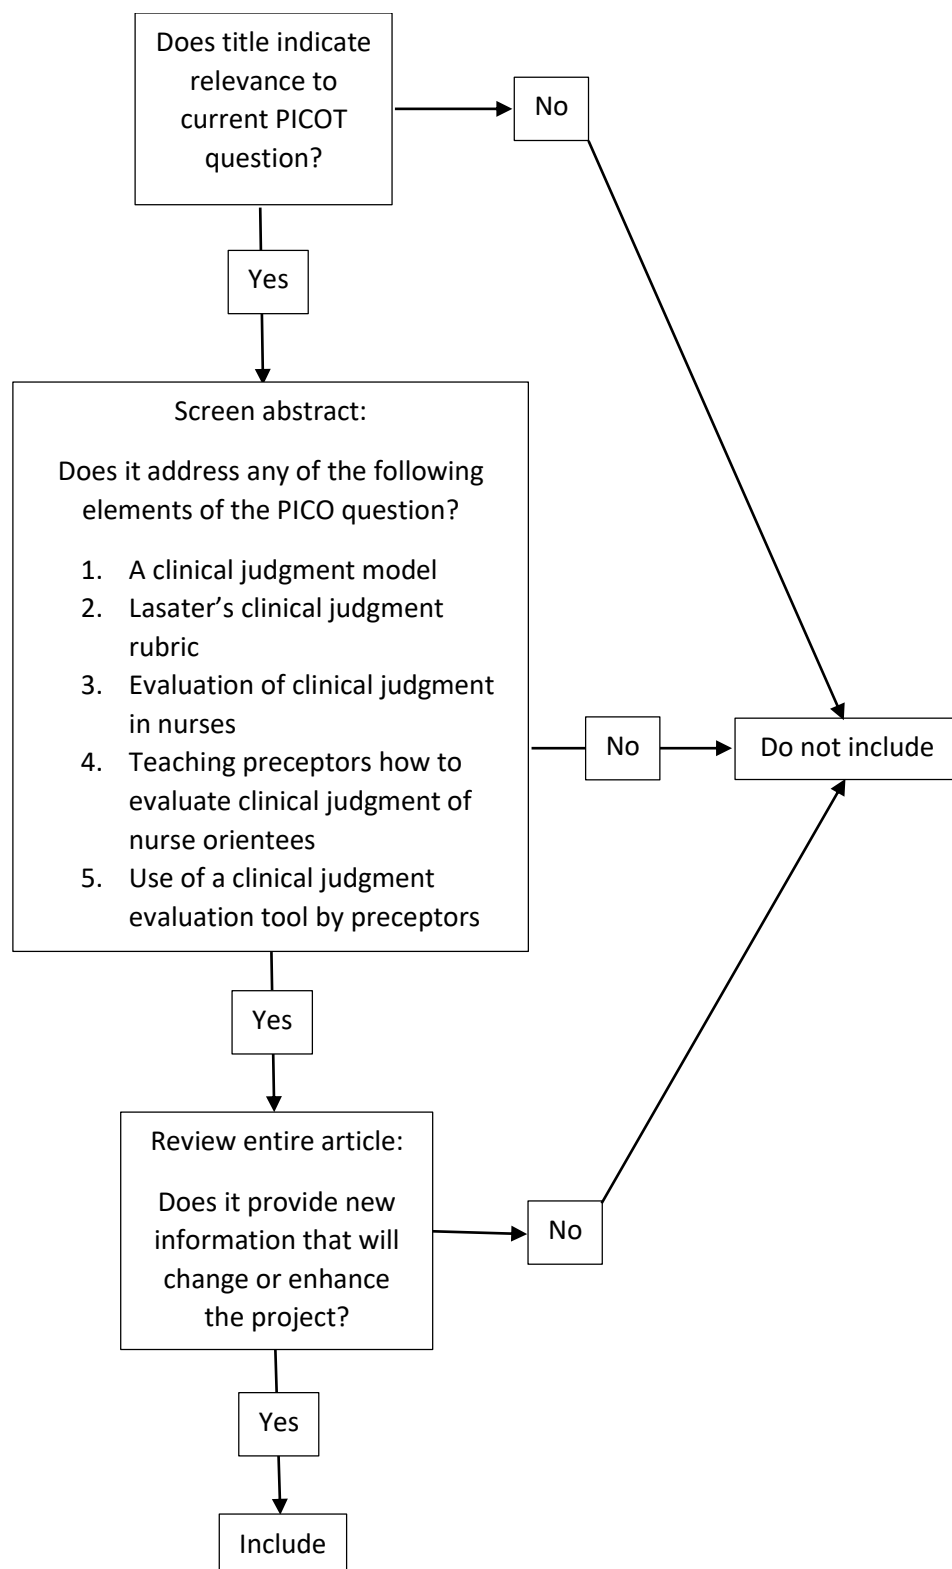 Does title indicate
relevance to
current PICOT
question?
No
Yes
Screen abstract:
Does it address any of the following
elements of the PICO question?
1. A clinical judgment model
2. Lasater’s clinical judgment
rubric
3. Evaluation of clinical judgment
in nurses
4. Teaching preceptors how to
evaluate clinical judgment of
nurse orientees
5. Use of a clinical judgment
evaluation tool by preceptors
No
Do not include
Yes
Review entire article:
Does it provide new
information that will
change or enhance
the project?
No
Yes
Include